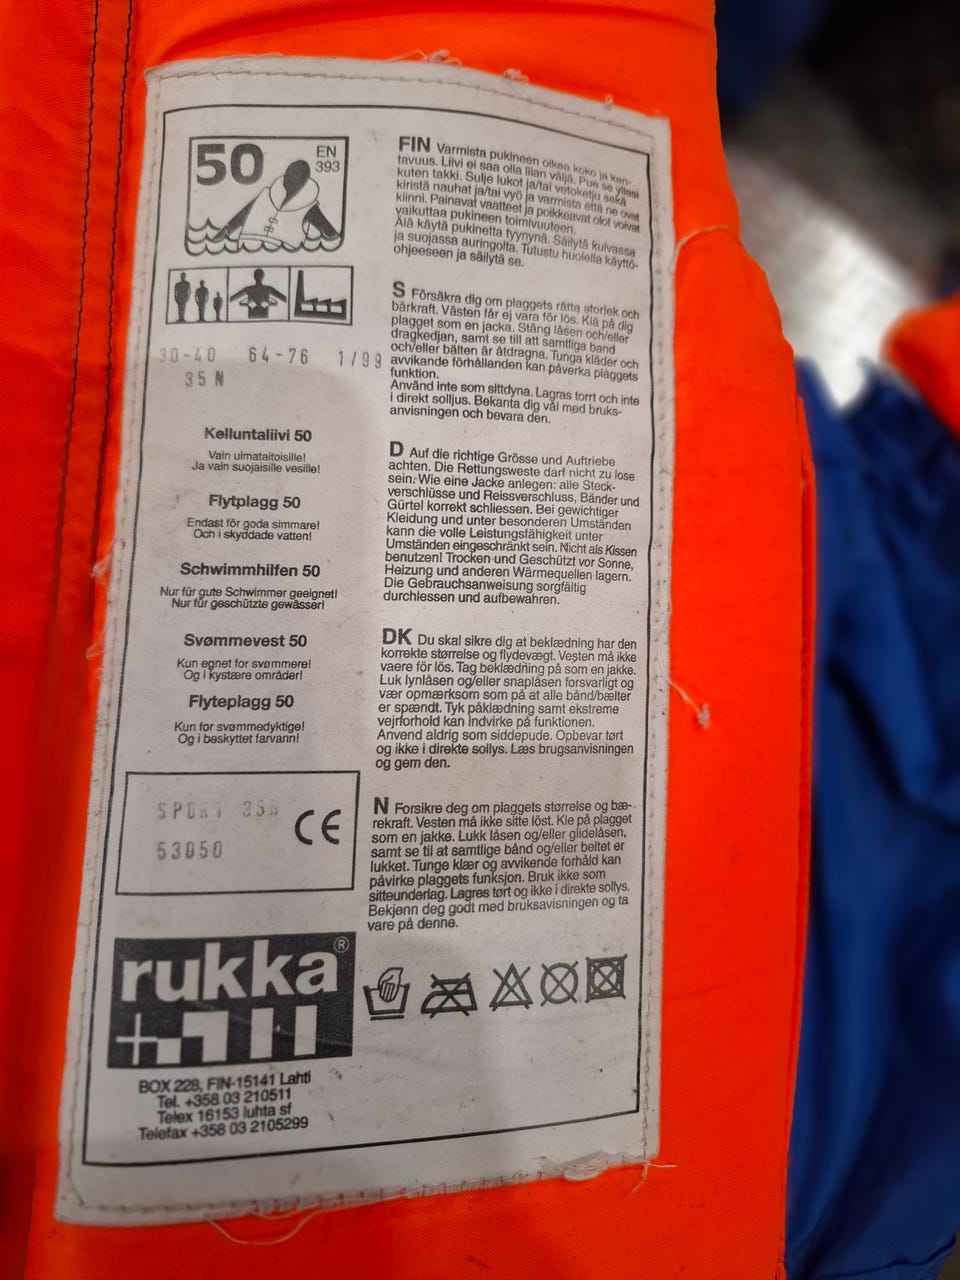 50
EN
393
30-40 64-76 1/99
35 N
Kelluntaliivi 50
Vain uimataitoisille!
Ja vain suojaisille vesille!
Flytplagg 50
Endast för goda simmare!
Och i skyddade vatten!
Schwimmhilfen 50
Nur für gute Schwimmer geeignet!
Nur für geschützte gewässer!
Svømmevest 50
Kun egnet for svømmere!
Og i kystære områder!
Flyteplagg 50
Kun for svømmedyktige!
Og i beskyttet farvann!
SPORT 35N
53050
CE
rukka®
BOX 228, FIN-15141 Lahti
Tel. +358 03 210511
Telex 16153 luhta sf
Telefax +358 03 2105299
FIN Varmista pukineen oikea koko ja kan-
tavuus. Liivi ei saa olla liian väljä. Pue se yllesi
kuten takki. Sulje lukot ja/tai vetoketju sekä
kiristä nauhat ja/tai vyö ja varmista että ne ovat
kiinni. Painavat vaatteet ja poikkeavat olot voivat
vaikuttaa pukineen toimivuuteen.
Älä käytä pukinetta tyynynä. Säilytä kuivassa
ja suojassa auringolta. Tutustu huolella käyttö-
ohjeeseen ja säilytä se.
S Försäkra dig om plaggets rätta storlek och
bärkraft. Västen får ej vara för lös. Klä på dig
plagget som en jacka. Stäng låsen och/eller
dragkedjan, samt se till att samtliga band
och/eller bälten är åtdragna. Tunga kläder och
avvikande förhållanden kan påverka plaggets
funktion.
Använd inte som sittdyna. Lagras torrt och inte
i direkt solljus. Bekanta dig väl med bruks-
anvisningen och bevara den.
D Auf die richtige Grösse und Auftriebe
achten. Die Rettungsweste darf nicht zu lose
sein. Wie eine Jacke anlegen: alle Steck-
verschlüsse und Reissverschluss, Bänder und
Gürtel korrekt schliessen. Bei gewichtiger
Kleidung und unter besonderen Umständen
kann die volle Leistungsfähigkeit unter
Umständen eingeschränkt sein. Nicht als Kissen
benutzen! Trocken und Geschützt vor Sonne,
Heizung und anderen Wärmequellen lagern.
Die Gebrauchsanweisung sorgfältig
durchlessen und aufbewahren.
DK Du skal sikre dig at beklædning har den
korrekte størrelse og flydevægt. Vesten må ikke
vaere for lös. Tag beklædning på som en jakke.
Luk lynlåsen og/eller snaplåsen forsvarligt og
vær opmærksom som på at alle bånd/bælter
er spændt. Tyk påklædning samt ekstreme
vejrforhold kan indvirke på funktionen.
Anvend aldrig som siddepude. Opbevar tørt
og ikke i direkte sollys. Læs brugsanvisningen
og gem den.
N Forsikre deg om plaggets størrelse og bæ-
rekraft. Vesten må ikke sitte löst. Kle på plagget
som en jakke. Lukk låsen og/eller glidelåsen,
samt se til at samtlige bånd og/eller beltet er
lukket. Tunge klær og avvikende forhåld kan
påvirke plaggets funksjon. Bruk ikke som
sitteunderlag. Lagres tørt og ikke i direkte sollys.
Bekjenn deg godt med bruksavisningen og ta
vare på denne.